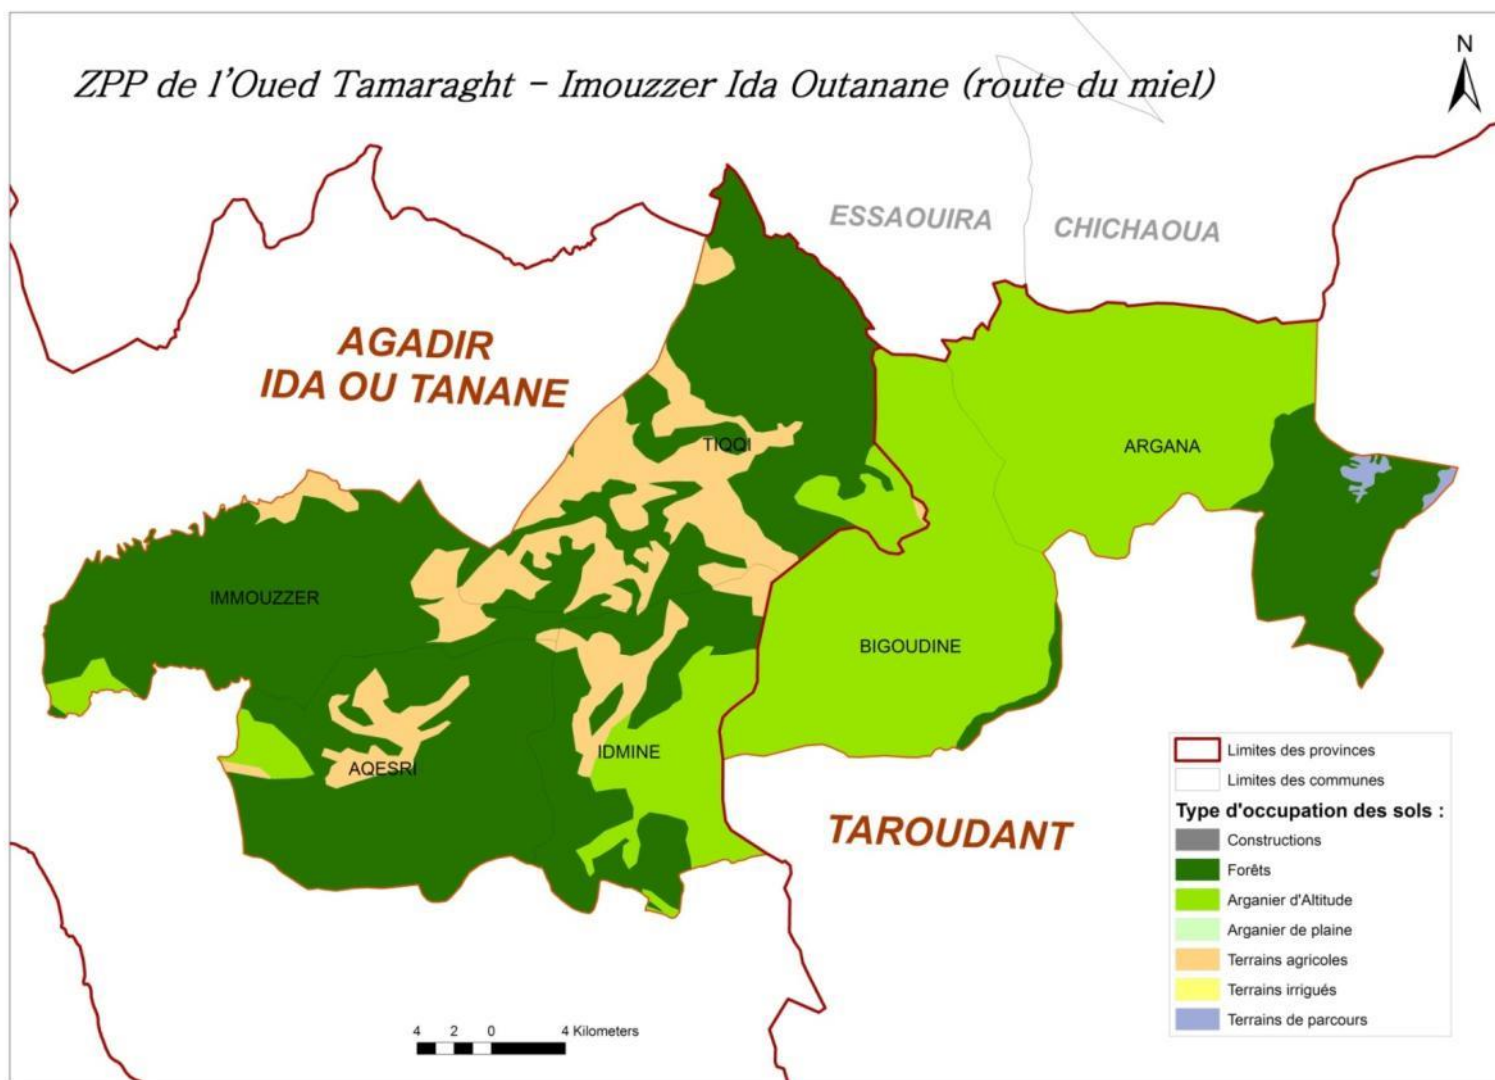 N
ZPP de l'Oued Tamaraght - Imouzzer Ida Outanane (route du miel)
ESSAOUIRA
CHICHAOUA
AGADIR
IDA OU TANANE
TIQQI
ARGANA
IMMOUZZER
BIGOUDINE
IDMINE
AQESRI
TAROUDANT
Limites des provinces
Limites des communes
Type d'occupation des sols :
Constructions
Forêts
Arganier d'Altitude
Arganier de plaine
Terrains agricoles
Terrains irrigués
Terrains de parcours
4 2 0 4 Kilometers